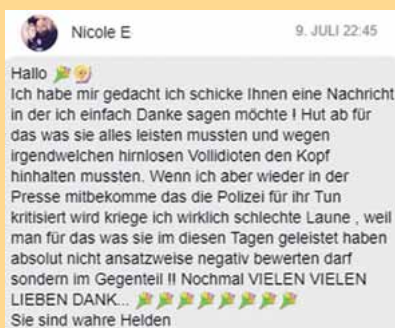 Nicole E
9. JULI 22:45
Hallo 💐👱
Ich habe mir gedacht ich schicke Ihnen eine Nachricht
in der ich einfach Danke sagen möchte ! Hut ab für
das was sie alles leisten mussten und wegen
irgendwelchen hirnlosen Vollidioten den Kopf
hinhalten mussten. Wenn ich aber wieder in der
Presse mitbekomme das die Polizei für ihr Tun
kritisiert wird kriege ich wirklich schlechte Laune , weil
man für das was sie im diesen Tagen geleistet haben
absolut nicht ansatzweise negativ bewerten darf
sondern im Gegenteil !! Nochmal VIELEN VIELEN
LIEBEN DANK... 💐💐💐💐💐💐💐💐
Sie sind wahre Helden